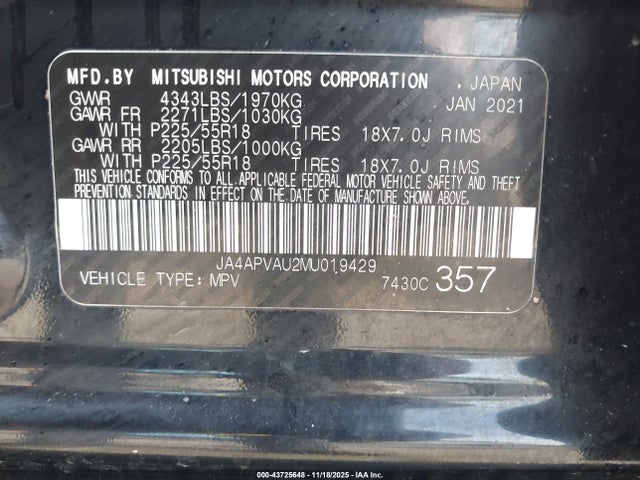 MFD.BY MITSUBISHI MOTORS CORPORATION . JAPAN
GVWR 4343LBS/1970KG JAN 2021
GAWR FR 2271LBS/1030KG
WITH P225/55R18 TIRES 18X7.0J RIMS
GAWR RR 2205LBS/1000KG
WITH P225/55R18 TIRES 18X7.0J RIMS
THIS VEHICLE CONFORMS TO ALL APPLICABLE FEDERAL MOTOR VEHICLE SAFETY AND THEFT
PREVENTION STANDARDS IN EFFECT ON THE DATE OF MANUFACTURE SHOWN ABOVE.
JA4APVAU2MU019429
VEHICLE TYPE: MPV 7430C 357
000-43725648 - 11/18/2025 - IAA Inc.